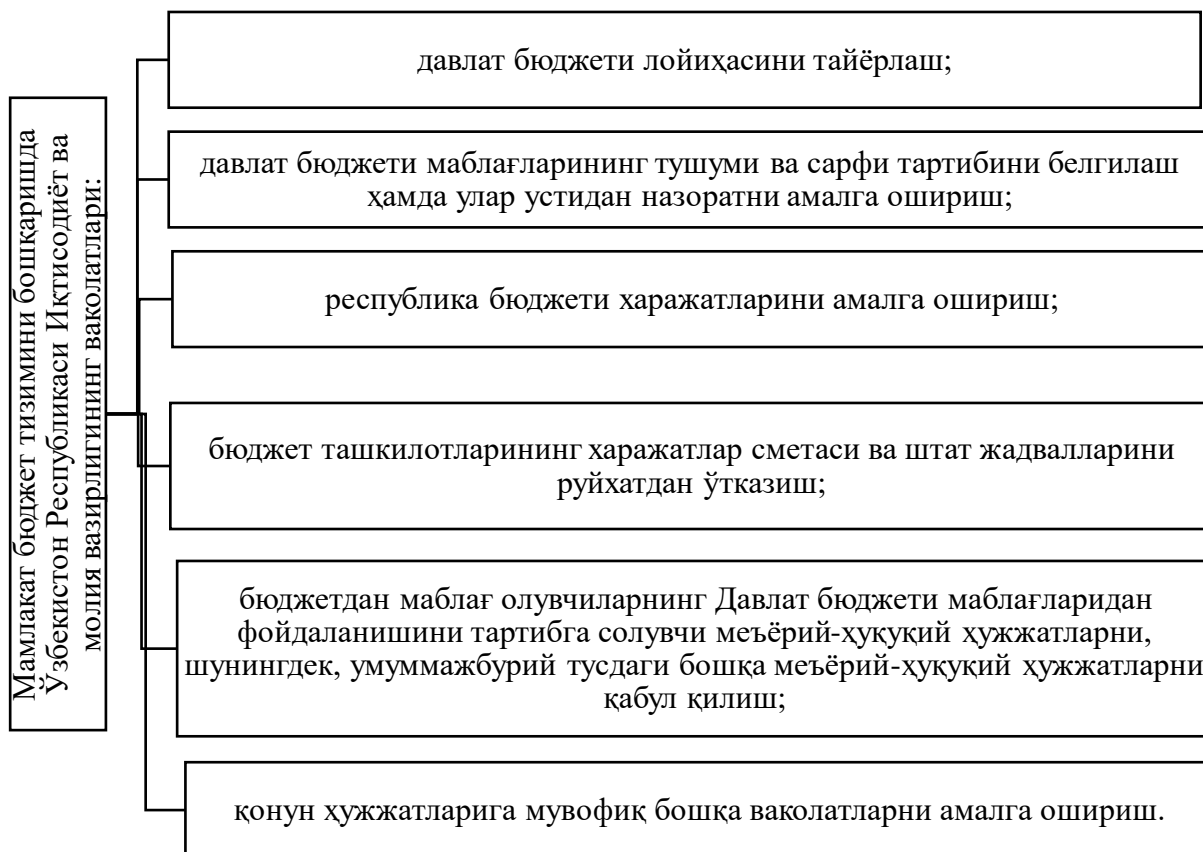 Мамлакат бюджет тизимини бошқаришда
Ўзбекистон Республикаси Иқтисодиёт ва
молия вазирлигининг ваколатлари:
давлат бюджети лойиҳасини тайёрлаш;
давлат бюджети маблағларининг тушуми ва сарфи тартибини белгилаш
ҳамда улар устидан назоратни амалга ошириш;
республика бюджети харажатларини амалга ошириш;
бюджет ташкилотларининг харажатлар сметаси ва штат жадвалларини
руйхатдан ўтказиш;
бюджетдан маблағ олувчиларнинг Давлат бюджети маблағларидан
фойдаланишини тартибга солувчи меъёрий-ҳуқуқий ҳужжатларни,
шунингдек, умуммажбурий тусдаги бошқа меъёрий-ҳуқуқий ҳужжатларни
қабул қилиш;
қонун ҳужжатларига мувофиқ бошқа ваколатларни амалга ошириш.